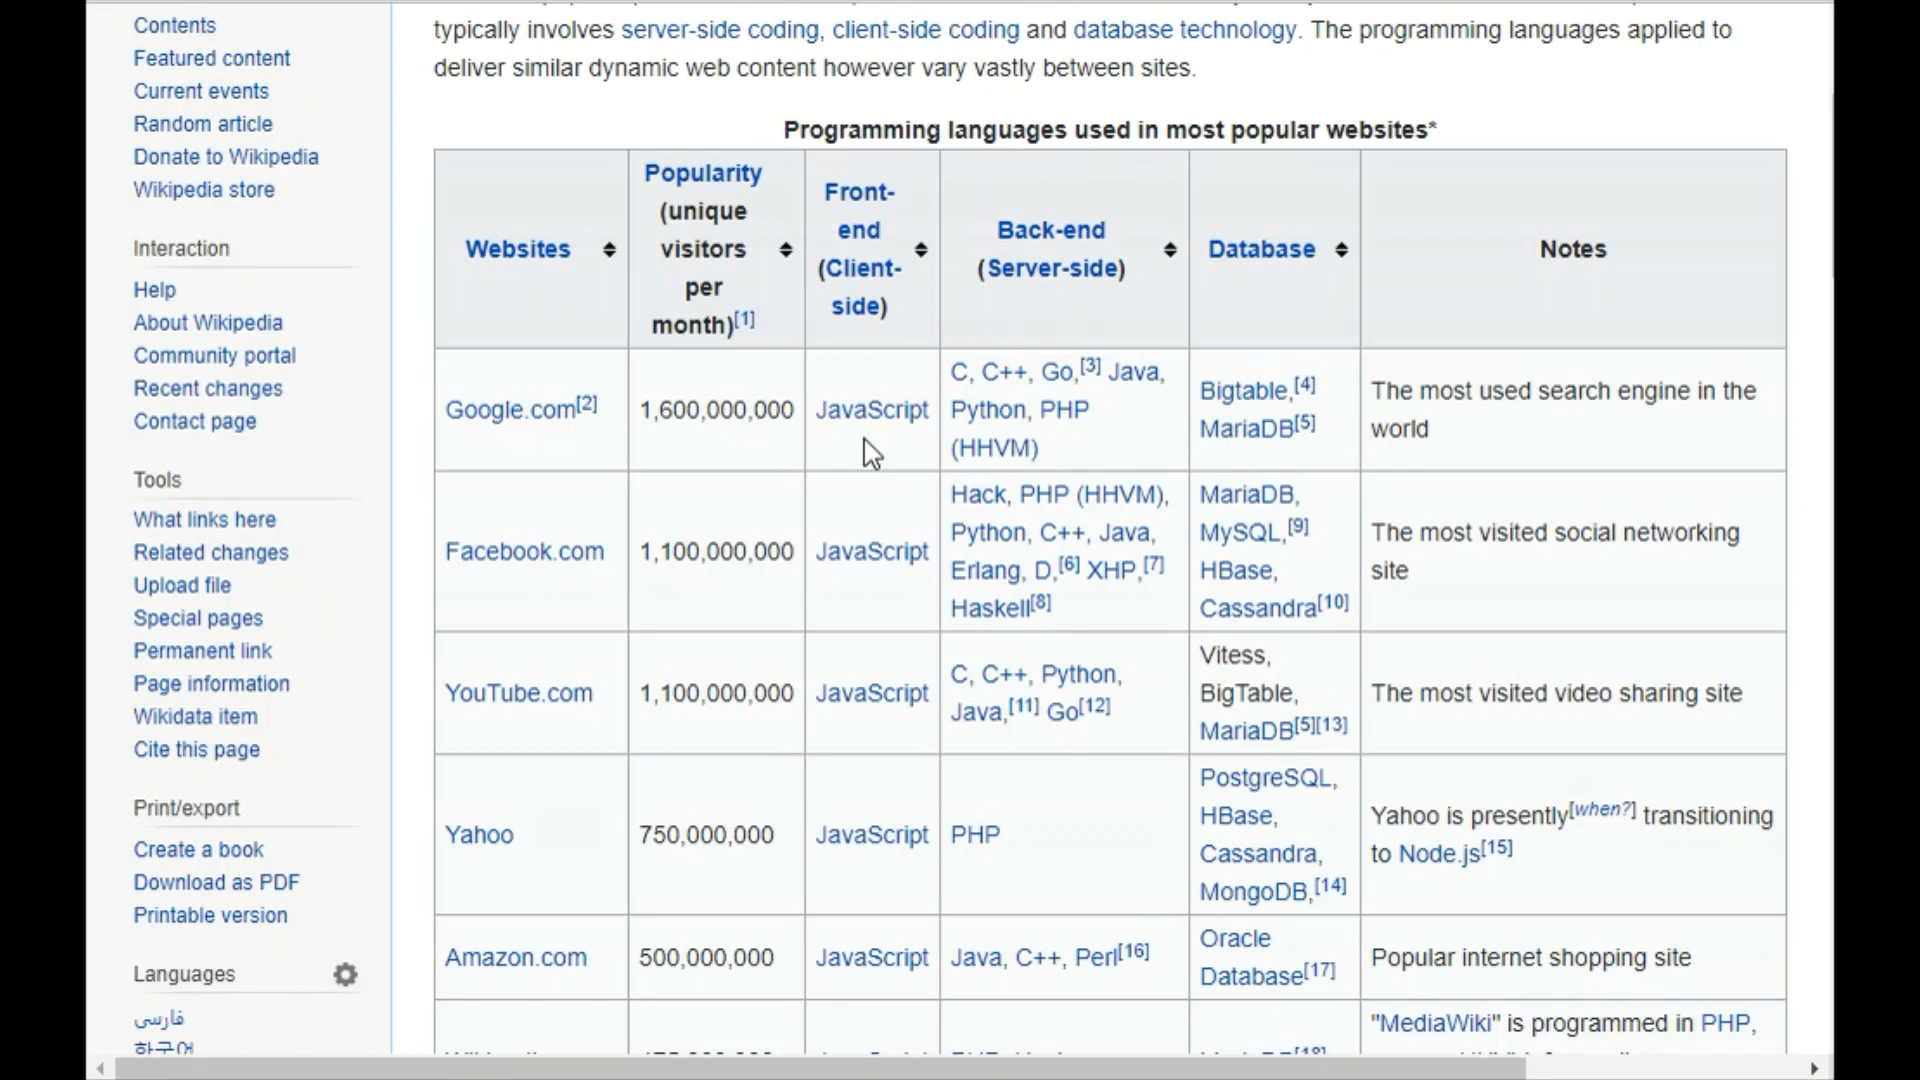 Contents
Featured content
Current events
Random article
Donate to Wikipedia
Wikipedia store
Interaction
Help
About Wikipedia
Community portal
Recent changes
Contact page
Tools
What links here
Related changes
Upload file
Special pages
Permanent link
Page information
Wikidata item
Cite this page
Print/export
Create a book
Download as PDF
Printable version
Languages
فارسی
한국어
typically involves server-side coding, client-side coding and database technology. The programming languages applied to
deliver similar dynamic web content however vary vastly between sites.
Programming languages used in most popular websites*
Websites
Popularity
(unique
visitors
per
month)[1]
Front-
end
(Client-
side)
Back-end
(Server-side)
Database
Notes
Google.com[2]
1,600,000,000
JavaScript
C, C++, Go,[3] Java,
Python, PHP
(HHVM)
Bigtable,[4]
MariaDB[5]
The most used search engine in the
world
Facebook.com
1,100,000,000
JavaScript
Hack, PHP (HHVM),
Python, C++, Java,
Erlang, D,[6] XHP,[7]
Haskell[8]
MariaDB,
MySQL,[9]
HBase,
Cassandra[10]
The most visited social networking
site
YouTube.com
1,100,000,000
JavaScript
C, C++, Python,
Java,[11] Go[12]
Vitess,
BigTable,
MariaDB[5][13]
The most visited video sharing site
Yahoo
750,000,000
JavaScript
PHP
PostgreSQL,
HBase,
Cassandra,
MongoDB,[14]
Yahoo is presently[when?] transitioning
to Node.js[15]
Amazon.com
500,000,000
JavaScript
Java, C++, Perl[16]
Oracle
Database[17]
Popular internet shopping site
"MediaWiki" is programmed in PHP,